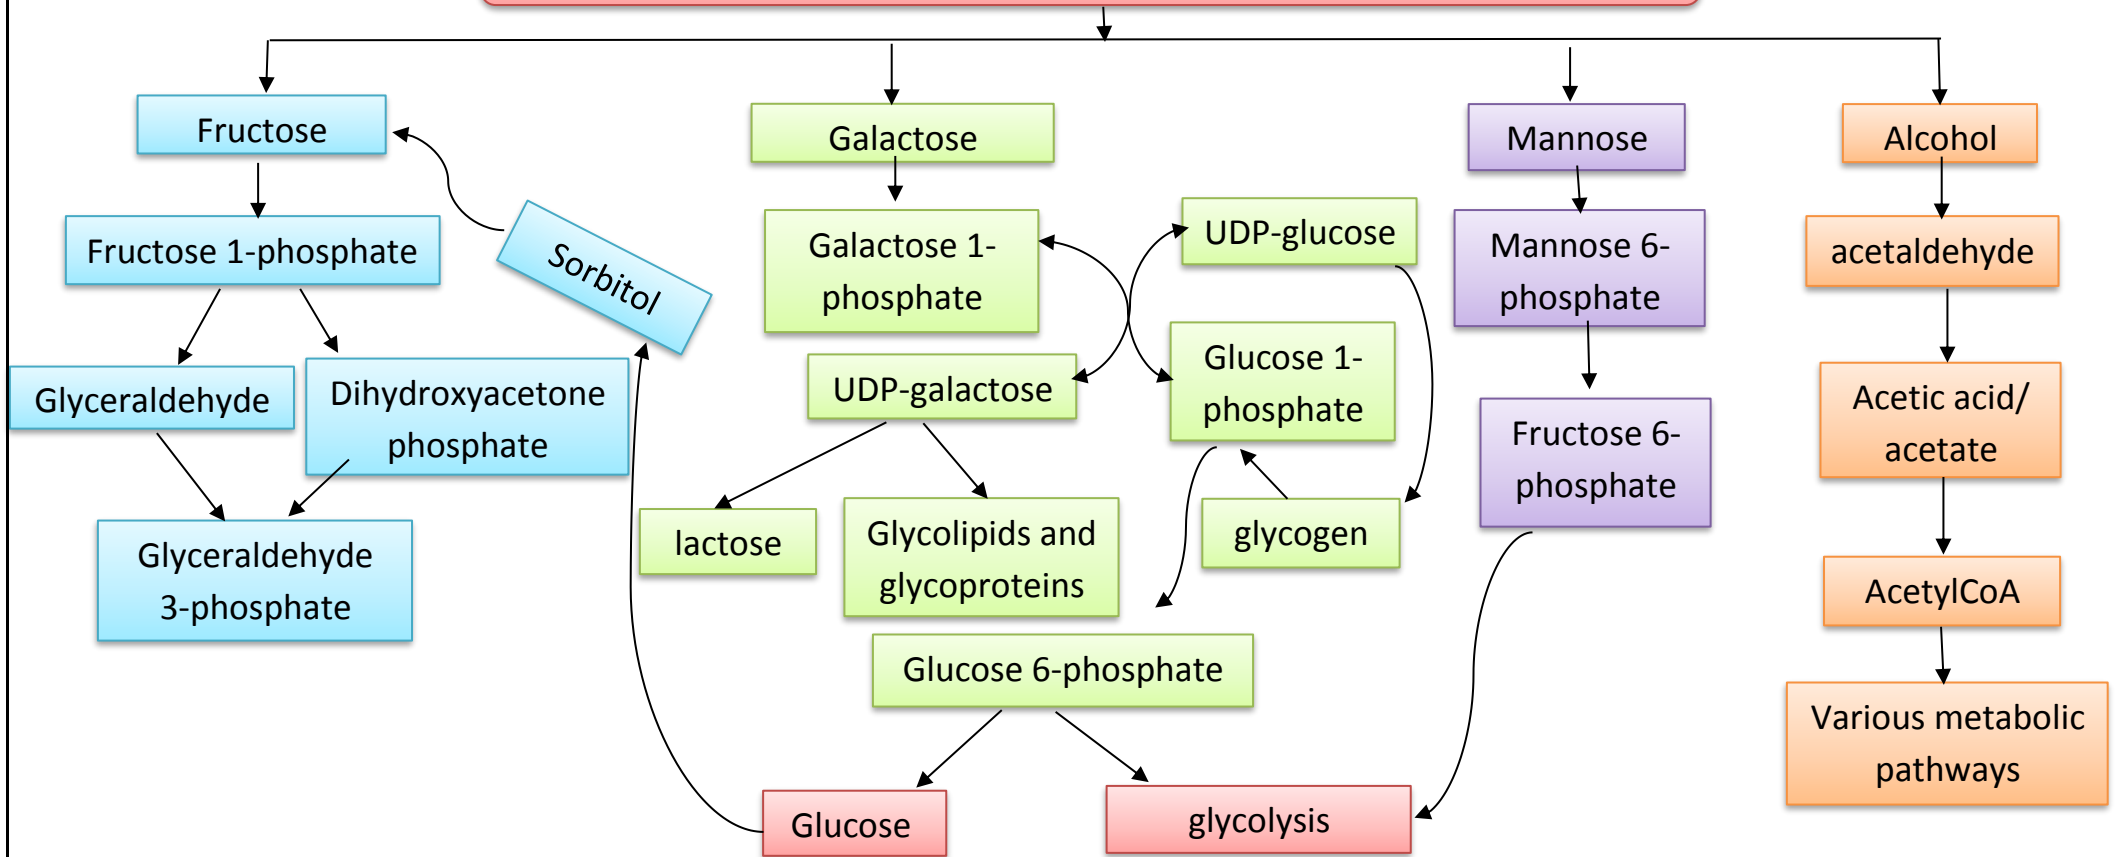 Fructose
Galactose
Mannose
Alcohol
Fructose 1-phosphate
Sorbitol
Galactose 1-
phosphate
UDP-glucose
Mannose 6-
phosphate
acetaldehyde
Glyceraldehyde
Dihydroxyacetone
phosphate
UDP-galactose
Glucose 1-
phosphate
Fructose 6-
phosphate
Acetic acid/
acetate
Glyceraldehyde
3-phosphate
lactose
Glycolipids and
glycoproteins
glycogen
AcetylCoA
Glucose 6-phosphate
Various metabolic
pathways
Glucose
glycolysis